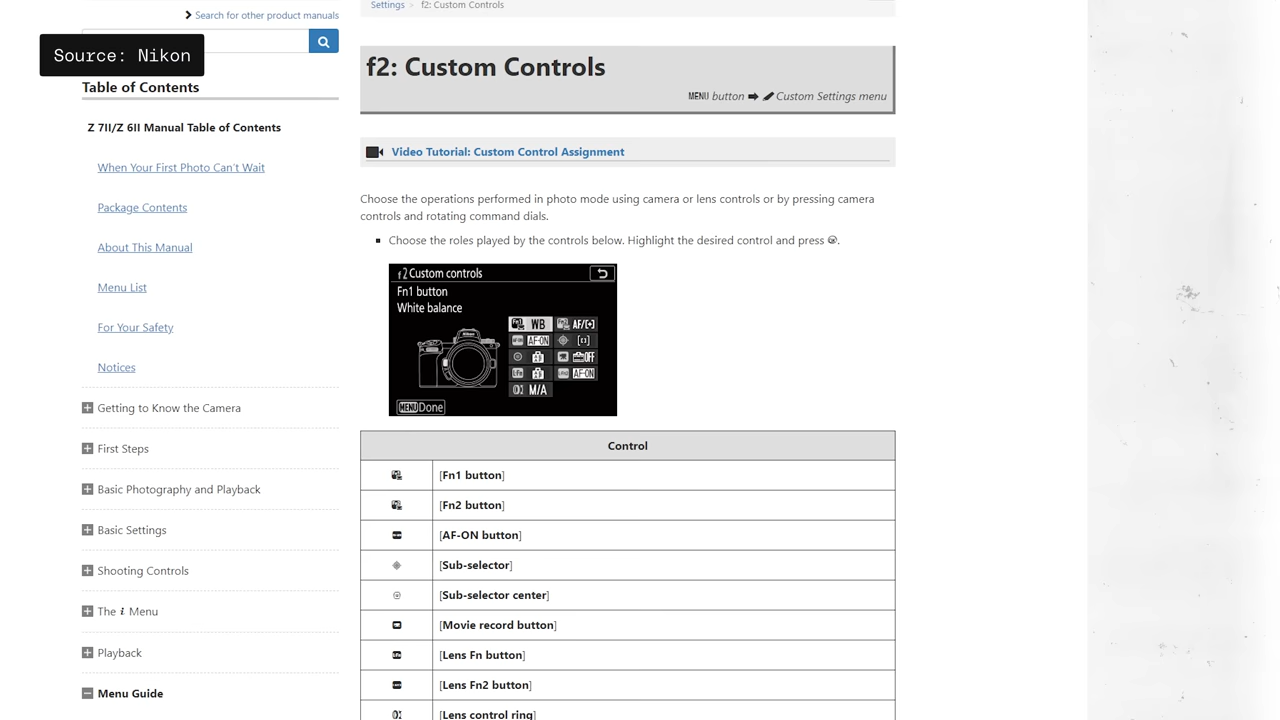 Search for other product manuals
Source: Nikon
Table of Contents
Z 7II/Z 6II Manual Table of Contents
When Your First Photo Can't Wait
Package Contents
About This Manual
Menu List
For Your Safety
Notices
Getting to Know the Camera
First Steps
Basic Photography and Playback
Basic Settings
Shooting Controls
The i Menu
Playback
Menu Guide
Settings > f2: Custom Controls
f2: Custom Controls
MENU button ➡ Custom Settings menu
Video Tutorial: Custom Control Assignment
Choose the operations performed in photo mode using camera or lens controls or by pressing camera
controls and rotating command dials.
Choose the roles played by the controls below. Highlight the desired control and press .
f2 Custom controls
Fn1 button
White balance
WB AF/[+]
AF-ON [ ]
OFF
AF-ON
M/A
MENU Done
Control
[Fn1 button]
[Fn2 button]
[AF-ON button]
[Sub-selector]
[Sub-selector center]
[Movie record button]
[Lens Fn button]
[Lens Fn2 button]
[Lens control ring]